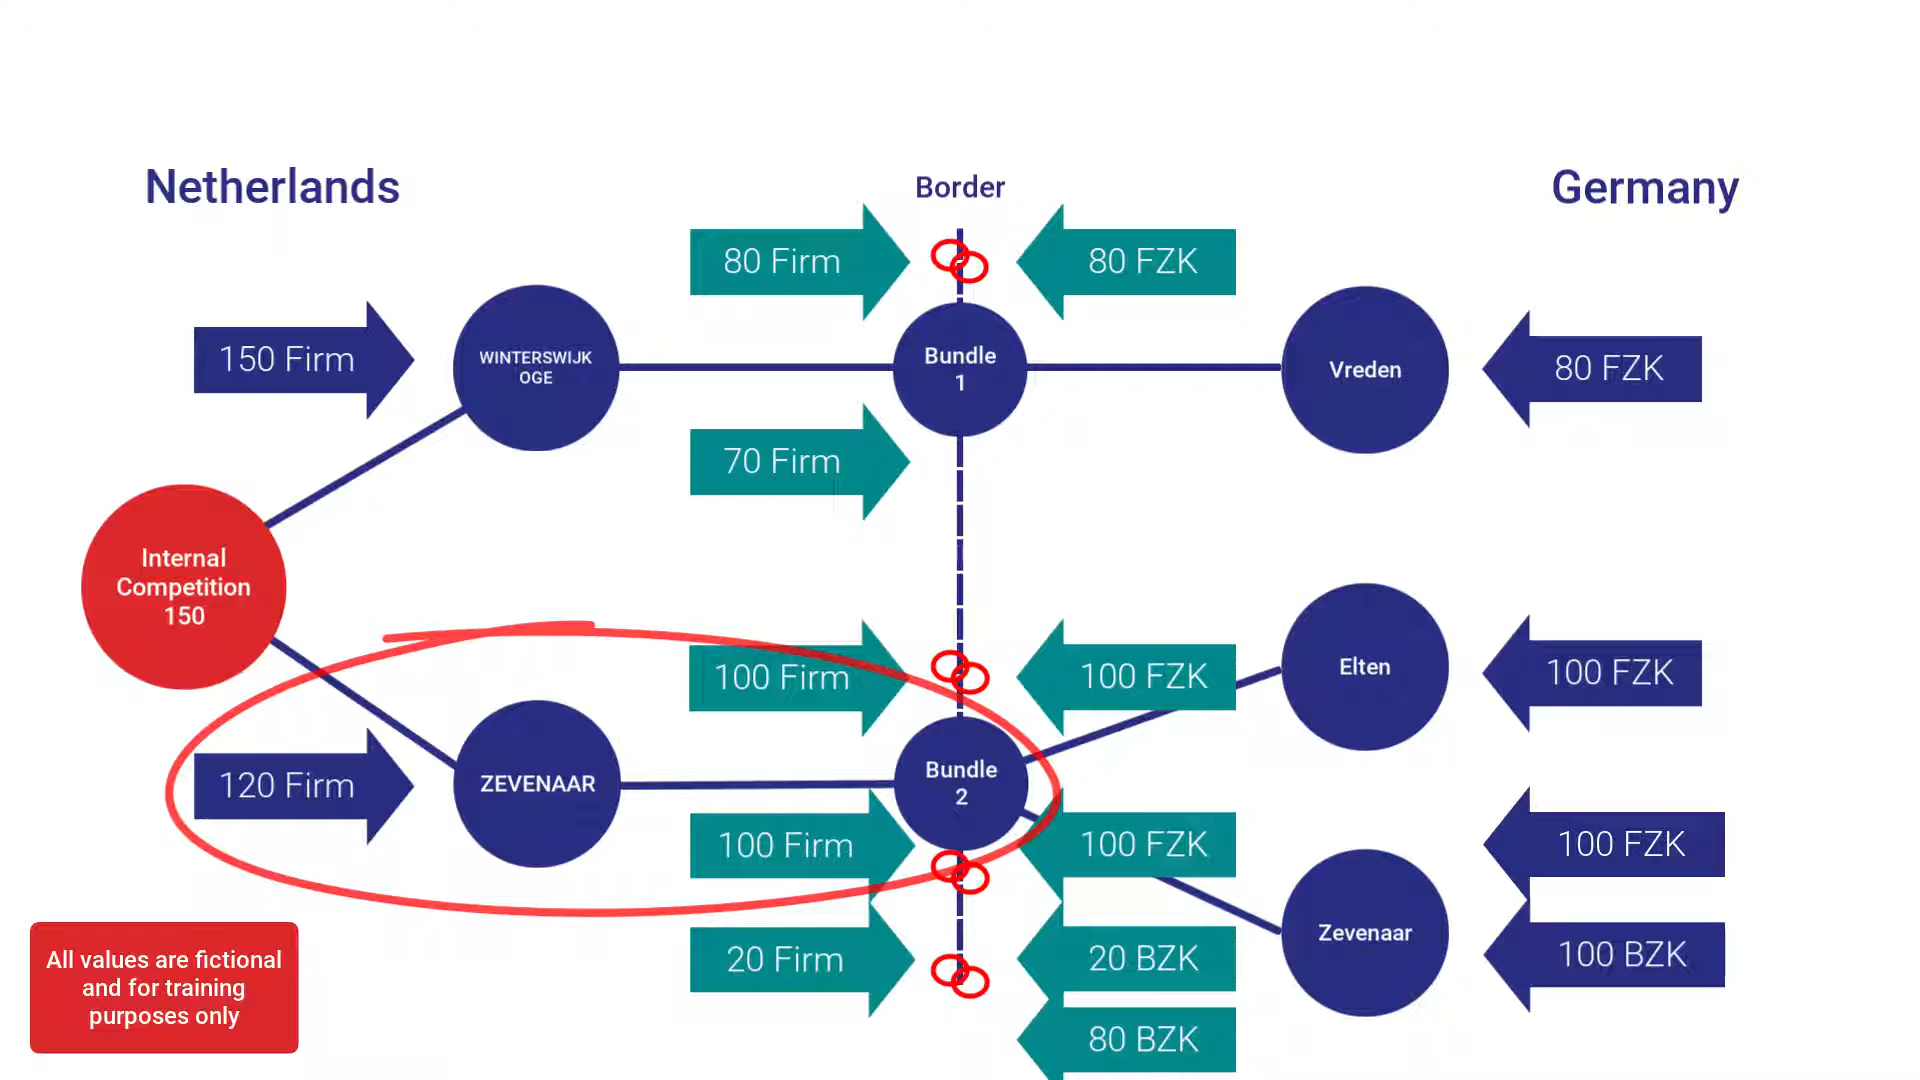 Netherlands
Border
Germany
80 Firm
80 FZK
150 Firm
WINTERSWIJK
OGE
Bundle
1
Vreden
80 FZK
70 Firm
Internal
Competition
150
100 Firm
100 FZK
Elten
100 FZK
120 Firm
ZEVENAAR
Bundle
2
100 Firm
100 FZK
100 FZK
Zevenaar
20 Firm
20 BZK
100 BZK
80 BZK
All values are fictional
and for training
purposes only